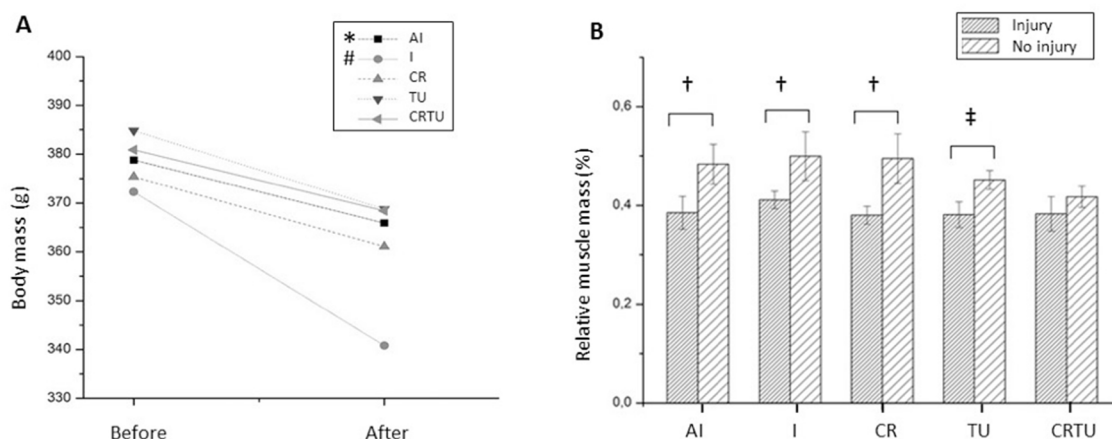 A
* AI
# I
CR
TU
CRTU
Body mass (g)
400
390
380
370
360
350
340
330
Before
After
B
Injury
No injury
Relative muscle mass (%)
0,6
0,4
0,2
0,0
† † † ‡
AI I CR TU CRTU